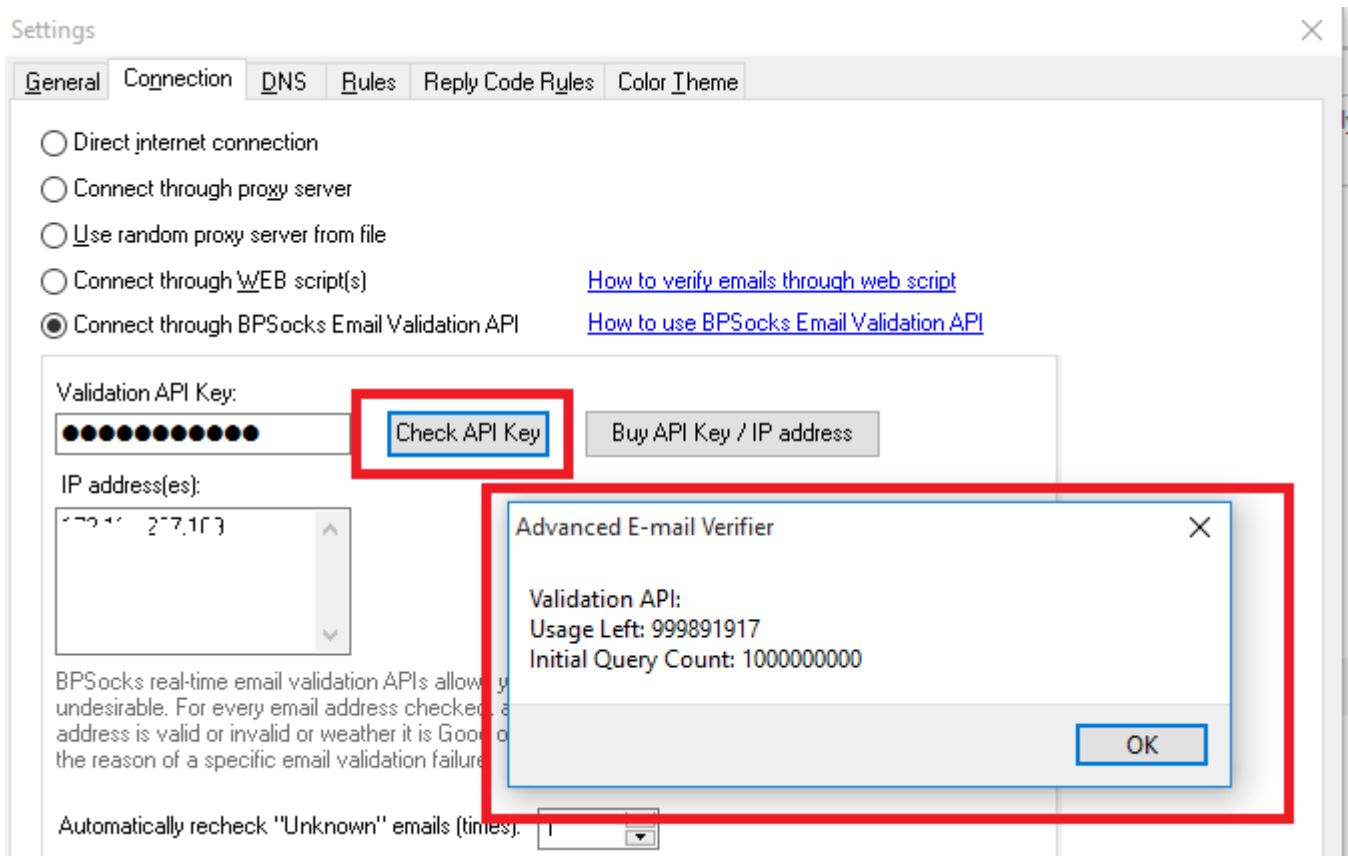 Settings
General Connection DNS Rules Reply Code Rules Color Theme
Direct internet connection
Connect through proxy server
Use random proxy server from file
Connect through WEB script(s) How to verify emails through web script
Connect through BPSocks Email Validation API How to use BPSocks Email Validation API
Validation API Key:
●●●●●●●●●●● Check API Key Buy API Key / IP address
IP address(es):
Advanced E-mail Verifier
Validation API:
Usage Left: 999891917
Initial Query Count: 1000000000
OK
BPSocks real-time email validation APIs allow
undesirable. For every email address checked,
address is valid or invalid or weather it is Good
the reason of a specific email validation failure
Automatically recheck "Unknown" emails (times):